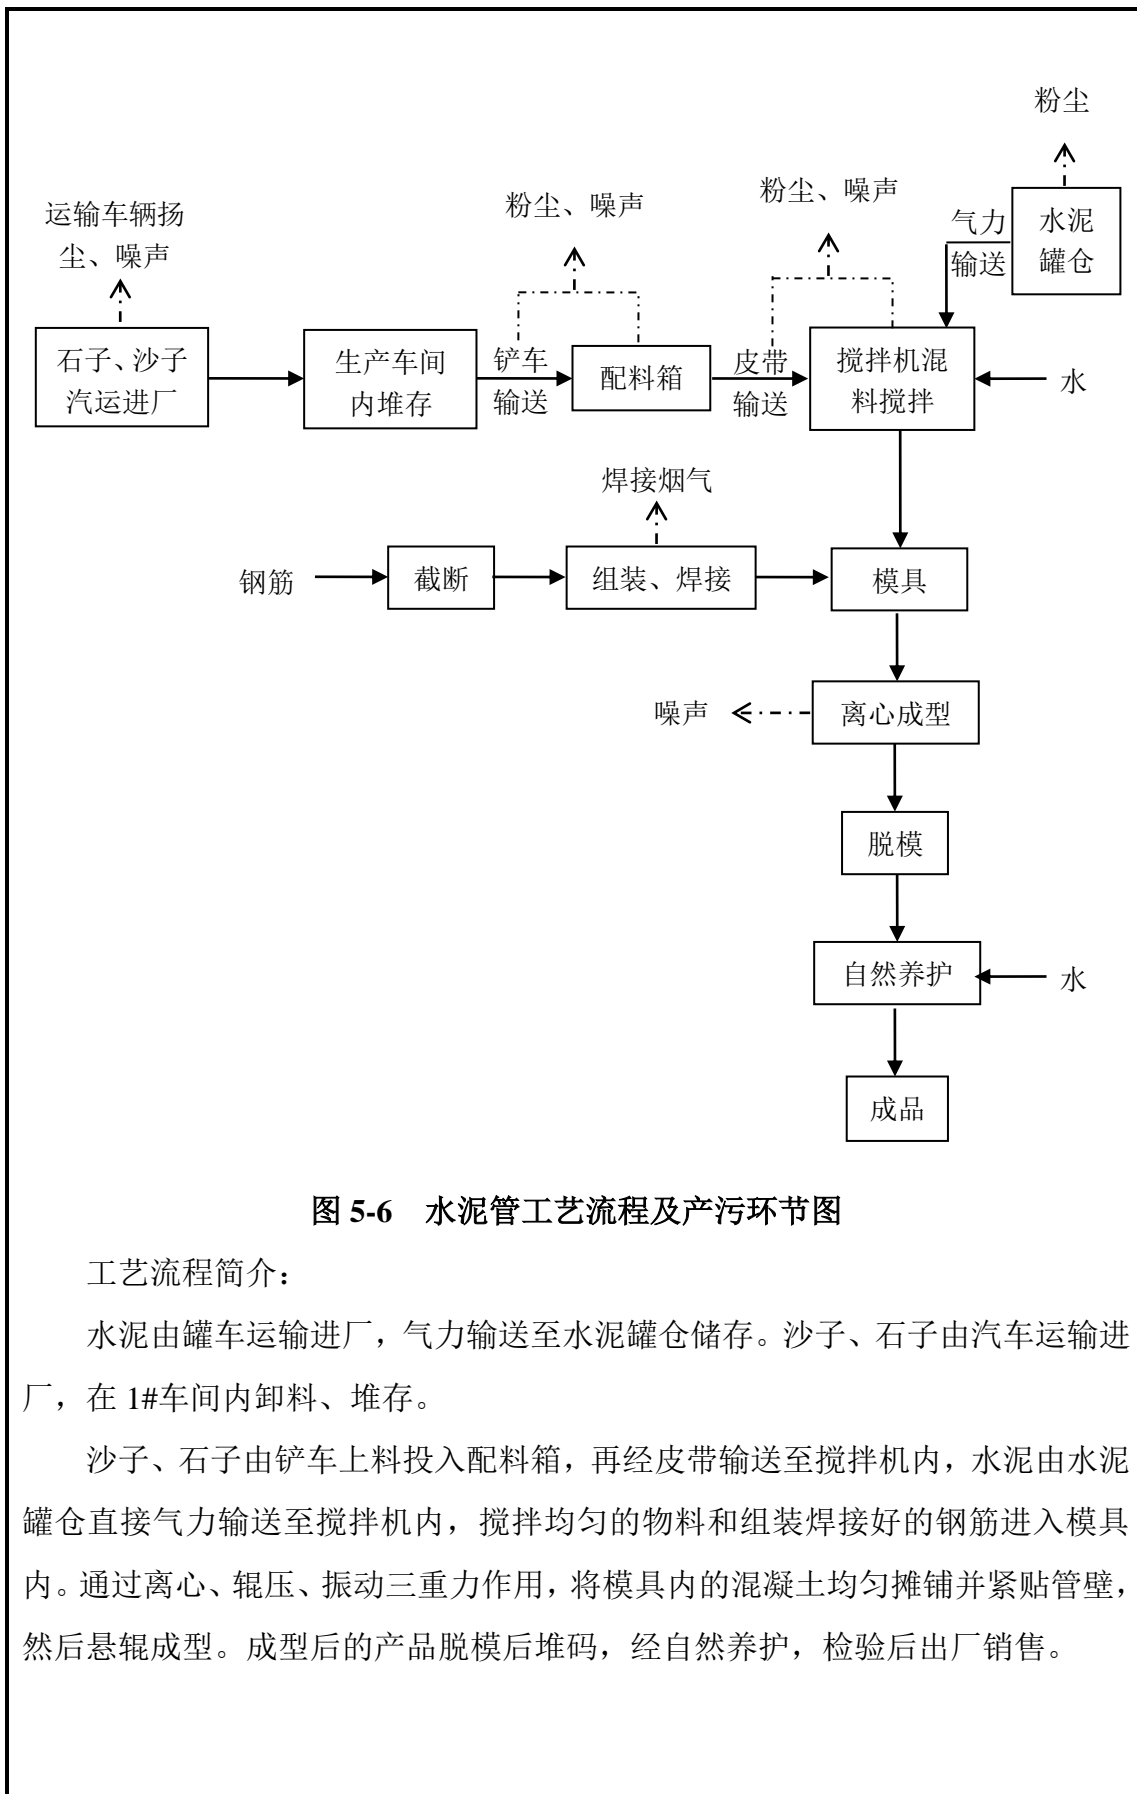 粉尘
粉尘、噪声
粉尘、噪声
运输车辆扬
尘、噪声
气力
输送
水泥
罐仓
石子、沙子
汽运进厂
生产车间
内堆存
铲车
输送
配料箱
皮带
输送
搅拌机混
料搅拌
水
焊接烟气
钢筋
截断
组装、焊接
模具
噪声
离心成型
脱模
自然养护
水
成品
图 5-6 水泥管工艺流程及产污环节图
工艺流程简介：
水泥由罐车运输进厂，气力输送至水泥罐仓储存。沙子、石子由汽车运输进
厂，在 1#车间内卸料、堆存。
沙子、石子由铲车上料投入配料箱，再经皮带输送至搅拌机内，水泥由水泥
罐仓直接气力输送至搅拌机内，搅拌均匀的物料和组装焊接好的钢筋进入模具
内。通过离心、辊压、振动三重力作用，将模具内的混凝土均匀摊铺并紧贴管壁，
然后悬辊成型。成型后的产品脱模后堆码，经自然养护，检验后出厂销售。